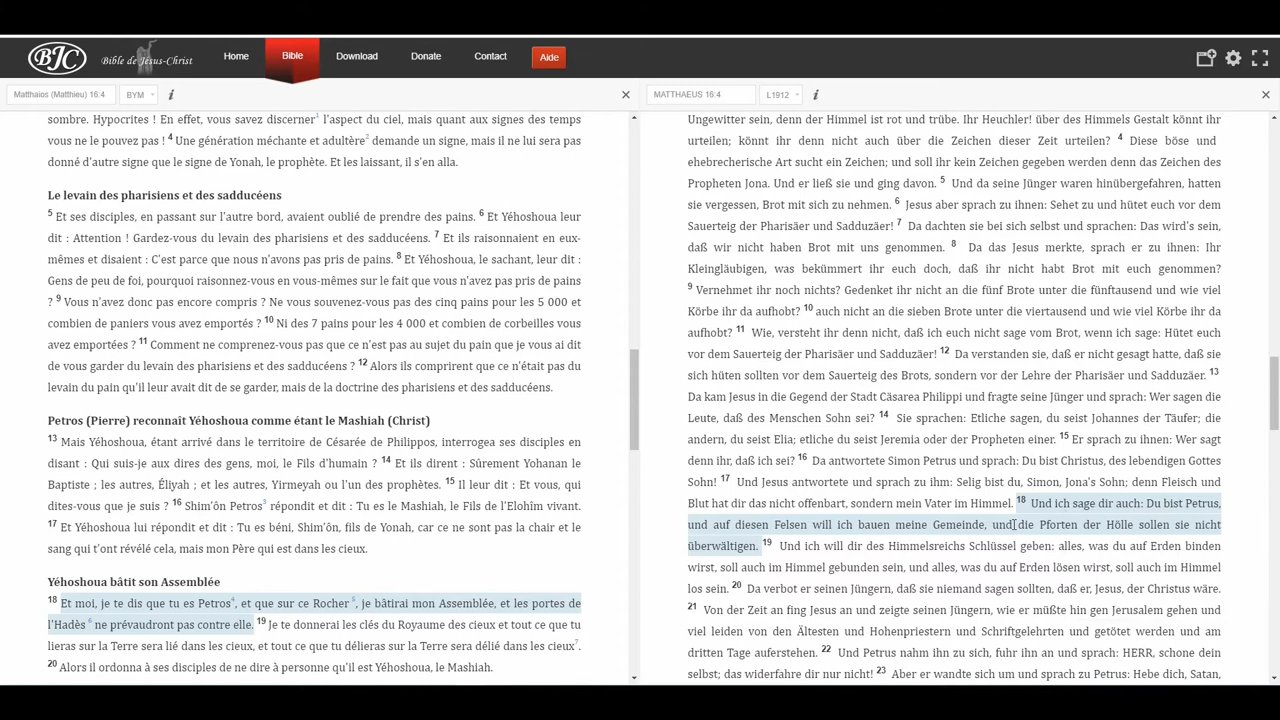 BJC Bible de Jésus-Christ Home Bible Download Donate Contact Aide
Matthaios (Matthieu) 16:4 BYM i
sombre. Hypocrites ! En effet, vous savez discerner1 l'aspect du ciel, mais quant aux signes des temps
vous ne le pouvez pas ! 4 Une génération méchante et adultère2 demande un signe, mais il ne lui sera pas
donné d'autre signe que le signe de Yonah, le prophète. Et les laissant, il s'en alla.
Le levain des pharisiens et des sadducéens
5 Et ses disciples, en passant sur l'autre bord, avaient oublié de prendre des pains. 6 Et Yéhoshoua leur
dit : Attention ! Gardez-vous du levain des pharisiens et des sadducéens. 7 Et ils raisonnaient en eux-
mêmes et disaient : C'est parce que nous n'avons pas pris de pains. 8 Et Yéhoshoua, le sachant, leur dit :
Gens de peu de foi, pourquoi raisonnez-vous en vous-mêmes sur le fait que vous n'avez pas pris de pains
? 9 Vous n'avez donc pas encore compris ? Ne vous souvenez-vous pas des cinq pains pour les 5 000 et
combien de paniers vous avez emportés ? 10 Ni des 7 pains pour les 4 000 et combien de corbeilles vous
avez emportées ? 11 Comment ne comprenez-vous pas que ce n'est pas au sujet du pain que je vous ai dit
de vous garder du levain des pharisiens et des sadducéens ? 12 Alors ils comprirent que ce n'était pas du
levain du pain qu'il leur avait dit de se garder, mais de la doctrine des pharisiens et des sadducéens.
Petros (Pierre) reconnaît Yéhoshoua comme étant le Mashiah (Christ)
13 Mais Yéhoshoua, étant arrivé dans le territoire de Césarée de Philippos, interrogea ses disciples en
disant : Qui suis-je aux dires des gens, moi, le Fils d'humain ? 14 Et ils dirent : Sûrement Yohanan le
Baptiste ; les autres, Éliyah ; et les autres, Yirmeyah ou l'un des prophètes. 15 Il leur dit : Et vous, qui
dites-vous que je suis ? 16 Shim'ôn Petros3 répondit et dit : Tu es le Mashiah, le Fils de l'Elohîm vivant.
17 Et Yéhoshoua lui répondit et dit : Tu es béni, Shim'ôn, fils de Yonah, car ce ne sont pas la chair et le
sang qui t'ont révélé cela, mais mon Père qui est dans les cieux.
Yéhoshoua bâtit son Assemblée
18 Et moi, je te dis que tu es Petros4, et que sur ce Rocher 5, je bâtirai mon Assemblée, et les portes de
l'Hadès 6 ne prévaudront pas contre elle. 19 Je te donnerai les clés du Royaume des cieux et tout ce que tu
lieras sur la Terre sera lié dans les cieux, et tout ce que tu délieras sur la Terre sera délié dans les cieux7.
20 Alors il ordonna à ses disciples de ne dire à personne qu'il est Yéhoshoua, le Mashiah.
MATTHAEUS 16:4 L1912 i
Ungewitter sein, denn der Himmel ist rot und trübe. Ihr Heuchler! über des Himmels Gestalt könnt ihr
urteilen; könnt ihr denn nicht auch über die Zeichen dieser Zeit urteilen? 4 Diese böse und
ehebrecherische Art sucht ein Zeichen; und soll ihr kein Zeichen gegeben werden denn das Zeichen des
Propheten Jona. Und er ließ sie und ging davon. 5 Und da seine Jünger waren hinübergefahren, hatten
sie vergessen, Brot mit sich zu nehmen. 6 Jesus aber sprach zu ihnen: Sehet zu und hütet euch vor dem
Sauerteig der Pharisäer und Sadduzäer! 7 Da dachten sie bei sich selbst und sprachen: Das wird's sein,
daß wir nicht haben Brot mit uns genommen. 8 Da das Jesus merkte, sprach er zu ihnen: Ihr
Kleingläubigen, was bekümmert ihr euch doch, daß ihr nicht habt Brot mit euch genommen?
9 Vernehmet ihr noch nichts? Gedenket ihr nicht an die fünf Brote unter die fünftausend und wie viel
Körbe ihr da aufhobt? 10 auch nicht an die sieben Brote unter die viertausend und wie viel Körbe ihr da
aufhobt? 11 Wie, versteht ihr denn nicht, daß ich euch nicht sage vom Brot, wenn ich sage: Hütet euch
vor dem Sauerteig der Pharisäer und Sadduzäer! 12 Da verstanden sie, daß er nicht gesagt hatte, daß sie
sich hüten sollten vor dem Sauerteig des Brots, sondern vor der Lehre der Pharisäer und Sadduzäer. 13
Da kam Jesus in die Gegend der Stadt Cäsarea Philippi und fragte seine Jünger und sprach: Wer sagen die
Leute, daß des Menschen Sohn sei? 14 Sie sprachen: Etliche sagen, du seist Johannes der Täufer; die
andern, du seist Elia; etliche du seist Jeremia oder der Propheten einer. 15 Er sprach zu ihnen: Wer sagt
denn ihr, daß ich sei? 16 Da antwortete Simon Petrus und sprach: Du bist Christus, des lebendigen Gottes
Sohn! 17 Und Jesus antwortete und sprach zu ihm: Selig bist du, Simon, Jona's Sohn; denn Fleisch und
Blut hat dir das nicht offenbart, sondern mein Vater im Himmel. 18 Und ich sage dir auch: Du bist Petrus,
und auf diesen Felsen will ich bauen meine Gemeinde, und die Pforten der Hölle sollen sie nicht
überwältigen. 19 Und ich will dir des Himmelsreichs Schlüssel geben: alles, was du auf Erden binden
wirst, soll auch im Himmel gebunden sein, und alles, was du auf Erden lösen wirst, soll auch im Himmel
los sein. 20 Da verbot er seinen Jüngern, daß sie niemand sagen sollten, daß er, Jesus, der Christus wäre.
21 Von der Zeit an fing Jesus an und zeigte seinen Jüngern, wie er müßte hin gen Jerusalem gehen und
viel leiden von den Ältesten und Hohenpriestern und Schriftgelehrten und getötet werden und am
dritten Tage auferstehen. 22 Und Petrus nahm ihn zu sich, fuhr ihn an und sprach: HERR, schone dein
selbst; das widerfahre dir nur nicht! 23 Aber er wandte sich um und sprach zu Petrus: Hebe dich, Satan,